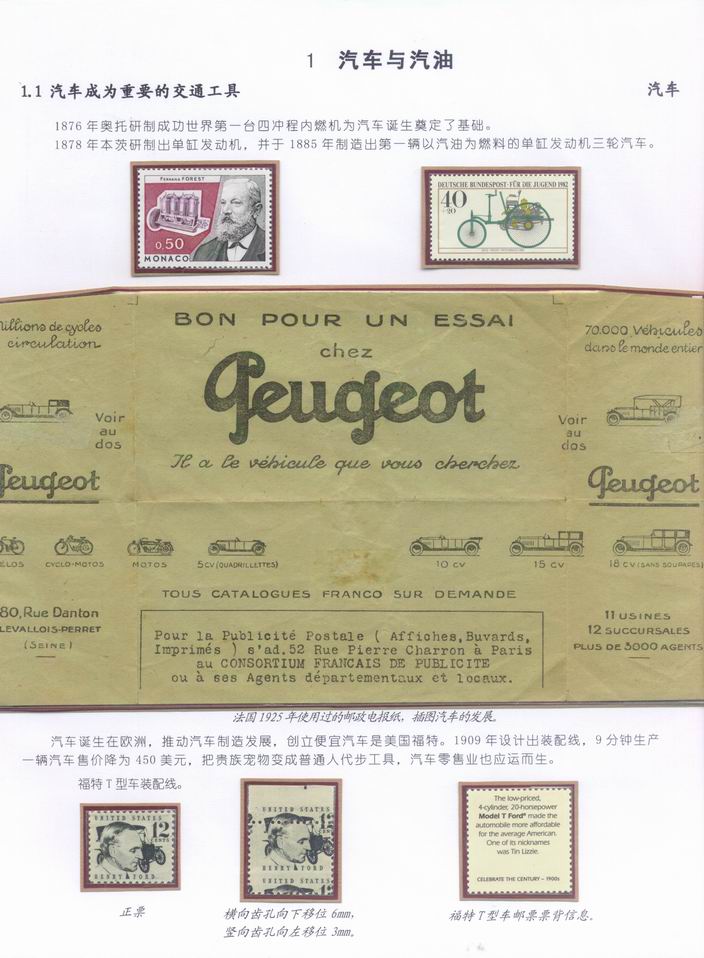 1 汽车与汽油
1.1 汽车成为重要的交通工具
汽车
1876 年奥托研制成功世界第一台四冲程内燃机为汽车诞生奠定了基础。
1878 年本茨研制出单缸发动机，并于 1885 年制造出第一辆以汽油为燃料的单缸发动机三轮汽车。
FERNAND FOREST
0,50
MONACO
DEUTSCHE BUNDESPOST·FÜR DIE JUGEND 1982
40
+20
millions de cycles
circulation
Voir
au
dos
Peugeot
BON POUR UN ESSAI
chez
Peugeot
Il a le véhicule que vous cherchez
70.000 Véhicules
dans le monde entier
Voir
au
dos
Peugeot
ELOS
CYCLO-MOTOS
MOTOS
5CV (QUADRILLETTES)
10 CV
15 CV
18 CV (SANS SOUPAPES)
TOUS CATALOGUES FRANCO SUR DEMANDE
80, Rue Danton
LEVALLOIS-PERRET
(SEINE)
Pour la Publicité Postale ( Affiches,Buvards,
Imprimés ) s'ad.52 Rue Pierre Charron à Paris
au CONSORTIUM FRANCAIS DE PUBLICITE
ou à ses Agents départementaux et locaux.
11 USINES
12 SUCCURSALES
PLUS DE 3000 AGENTS
法国 1925 年使用过的邮政电报纸，插图汽车的发展。
汽车诞生在欧洲，推动汽车制造发展，创立便宜汽车是美国福特。1909 年设计出装配线，9 分钟生产
一辆汽车售价降为 450 美元，把贵族宠物变成普通人代步工具，汽车零售业也应运而生。
福特 T 型车装配线。
UNITED STATES
12
CENTS
HENRY FORD
UNITED STATES
HENRY FORD
UNITED STATES
The low-priced,
4-cylinder, 20-horsepower
Model T Ford® made the
automobile more affordable
for the average American.
One of its nicknames
was Tin Lizzie.
CELEBRATE THE CENTURY – 1900s
正票
横向齿孔向下移位 6mm，
竖向齿孔向左移位 3mm。
福特 T 型车邮票票背信息。